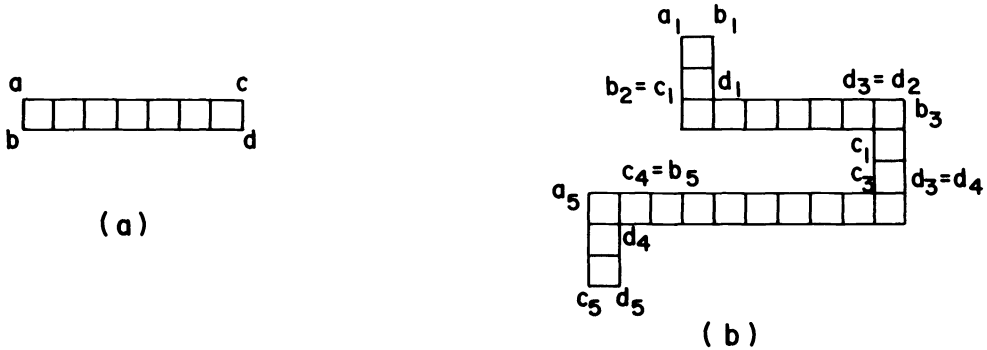 a c
b d
(a)
a₁ b₁
b₂ = c₁ d₁ d₃ = d₂
b₃
c₁
c₄ = b₅ c₃ d₃ = d₄
a₅
d₄
c₅ d₅
(b)